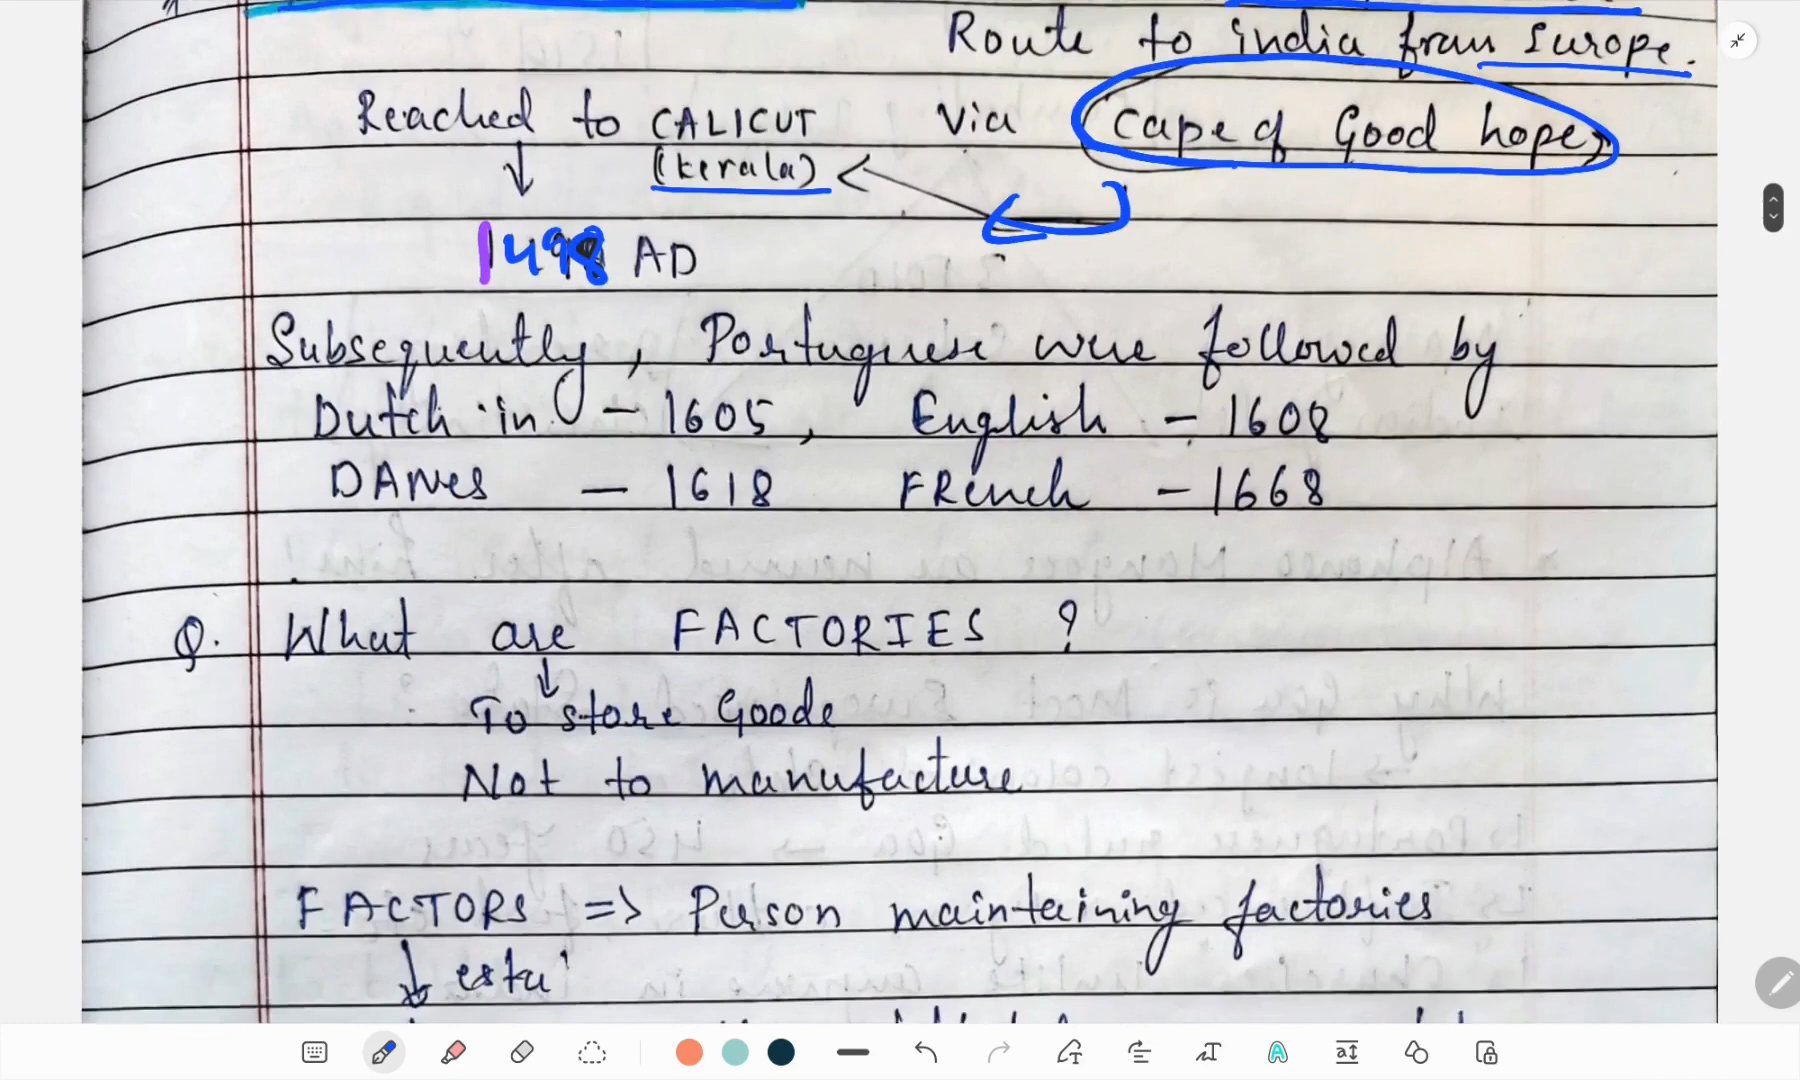 Route to india from Europe.
Reached to CALICUT via (cape of Good hope)
(kerala)
1498 AD
Subsequently, Portuguese were followed by
Dutch in - 1605, English - 1608
DANes - 1618 FRench - 1668
Q. What are FACTORIES ?
To store Goods
Not to manufacture
FACTORS => Person maintaining factories